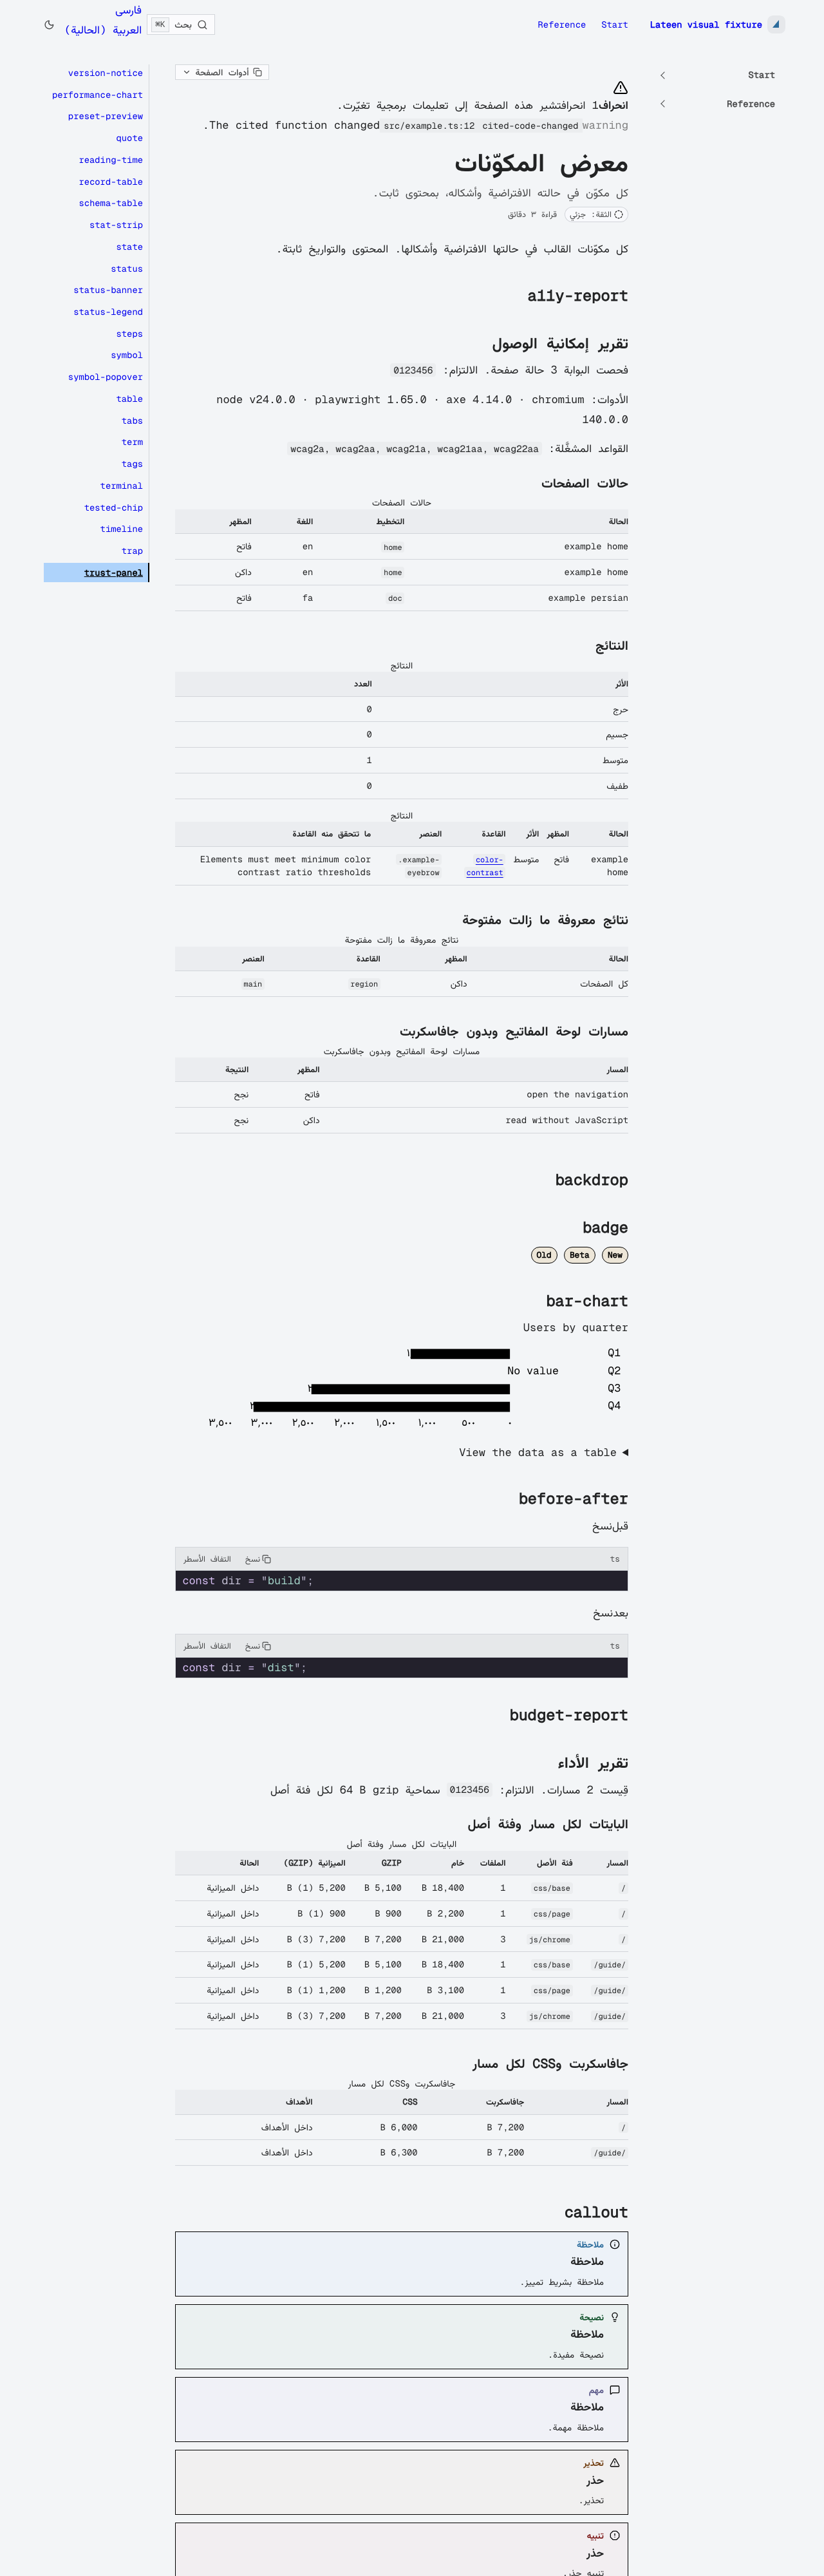 Lateen visual fixture
Start
Reference
بحث
⌘K
فارسی
العربية (الحالية)
Start
Reference
أدوات الصفحة
انحراف1 انحرافتشير هذه الصفحة إلى تعليمات برمجية تغيّرت.
warning cited-code-changed src/example.ts:12 The cited function changed.
معرض المكوّنات
كل مكوّن في حالته الافتراضية وأشكاله، بمحتوى ثابت.
الثقة: جزئي
قراءة ٣ دقائق
كل مكوّنات القالب في حالتها الافتراضية وأشكالها. المحتوى والتواريخ ثابتة.
a11y-report
تقرير إمكانية الوصول
فحصت البوابة 3 حالة صفحة. الالتزام: 0123456
الأدوات: node v24.0.0 · playwright 1.65.0 · axe 4.14.0 · chromium
140.0.0
القواعد المشغَّلة: wcag2a, wcag2aa, wcag21a, wcag21aa, wcag22aa
حالات الصفحات
حالات الصفحات
الحالة التخطيط اللغة المظهر
example home home en فاتح
example home home en داكن
example persian doc fa فاتح
النتائج
النتائج
الأثر العدد
حرج 0
جسيم 0
متوسط 1
طفيف 0
النتائج
الحالة المظهر الأثر القاعدة العنصر ما تتحقق منه القاعدة
example home فاتح متوسط color-contrast .example-eyebrow Elements must meet minimum color
contrast ratio thresholds
نتائج معروفة ما زالت مفتوحة
نتائج معروفة ما زالت مفتوحة
الحالة المظهر القاعدة العنصر
كل الصفحات داكن region main
مسارات لوحة المفاتيح وبدون جافاسكربت
مسارات لوحة المفاتيح وبدون جافاسكربت
المسار المظهر النتيجة
open the navigation فاتح نجح
read without JavaScript داكن نجح
backdrop
badge
New Beta Old
bar-chart
Users by quarter
Q1
Q2 No value
Q3
Q4
٠ ٥٠٠ ١٬٠٠٠ ١٬٥٠٠ ٢٬٠٠٠ ٢٬٥٠٠ ٣٬٠٠٠ ٣٬٥٠٠
View the data as a table
before-after
قبلنسخ
ts نسخ التفاف الأسطر
const dir = "build";
بعدنسخ
ts نسخ التفاف الأسطر
const dir = "dist";
budget-report
تقرير الأداء
قِيست 2 مسارات. الالتزام: 0123456 سماحية 64 B gzip لكل فئة أصل
البايتات لكل مسار وفئة أصل
البايتات لكل مسار وفئة أصل
المسار فئة الأصل الملفات خام GZIP الميزانية (GZIP) الحالة
/ css/base 1 18,400 B 5,100 B 5,200 B (1) داخل الميزانية
/ css/page 1 2,200 B 900 B 900 B (1) داخل الميزانية
/ js/chrome 3 21,000 B 7,200 B 7,200 B (3) داخل الميزانية
/guide/ css/base 1 18,400 B 5,100 B 5,200 B (1) داخل الميزانية
/guide/ css/page 1 3,100 B 1,200 B 1,200 B (1) داخل الميزانية
/guide/ js/chrome 3 21,000 B 7,200 B 7,200 B (3) داخل الميزانية
جافاسكربت وCSS لكل مسار
جافاسكربت وCSS لكل مسار
المسار جافاسكربت CSS الأهداف
/ 7,200 B 6,000 B داخل الأهداف
/guide/ 7,200 B 6,300 B داخل الأهداف
callout
ملاحظة
ملاحظة
ملاحظة بشريط تمييز.
نصيحة
ملاحظة
نصيحة مفيدة.
مهم
ملاحظة
ملاحظة مهمة.
تحذير
حذر
تحذير.
تنبيه
حذر
تنبيه حذر.
version-notice
performance-chart
preset-preview
quote
reading-time
record-table
schema-table
stat-strip
state
status
status-banner
status-legend
steps
symbol
symbol-popover
table
tabs
term
tags
terminal
tested-chip
timeline
trap
trust-panel